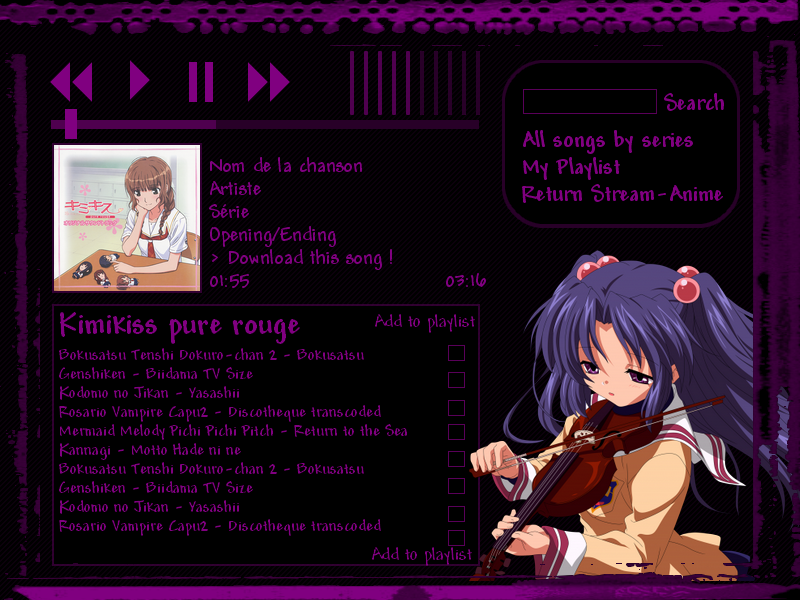 Search
All songs by series
My Playlist
Return Stream-Anime
キミキス
Nom de la chanson
Artiste
Série
Opening/Ending
> Download this song !
01:55
03:16
Kimikiss pure rouge
Add to playlist
Bokusatsu Tenshi Dokuro-chan 2 - Bokusatsu
Genshiken - Biidama TV Size
Kodomo no Jikan - Yasashii
Rosario Vampire Capu2 - Discotheque transcoded
Mermaid Melody Pichi Pichi Pitch - Return to the Sea
Kannagi - Motto Hade ni ne
Bokusatsu Tenshi Dokuro-chan 2 - Bokusatsu
Genshiken - Biidama TV Size
Kodomo no Jikan - Yasashii
Rosario Vampire Capu2 - Discotheque transcoded
Add to playlist